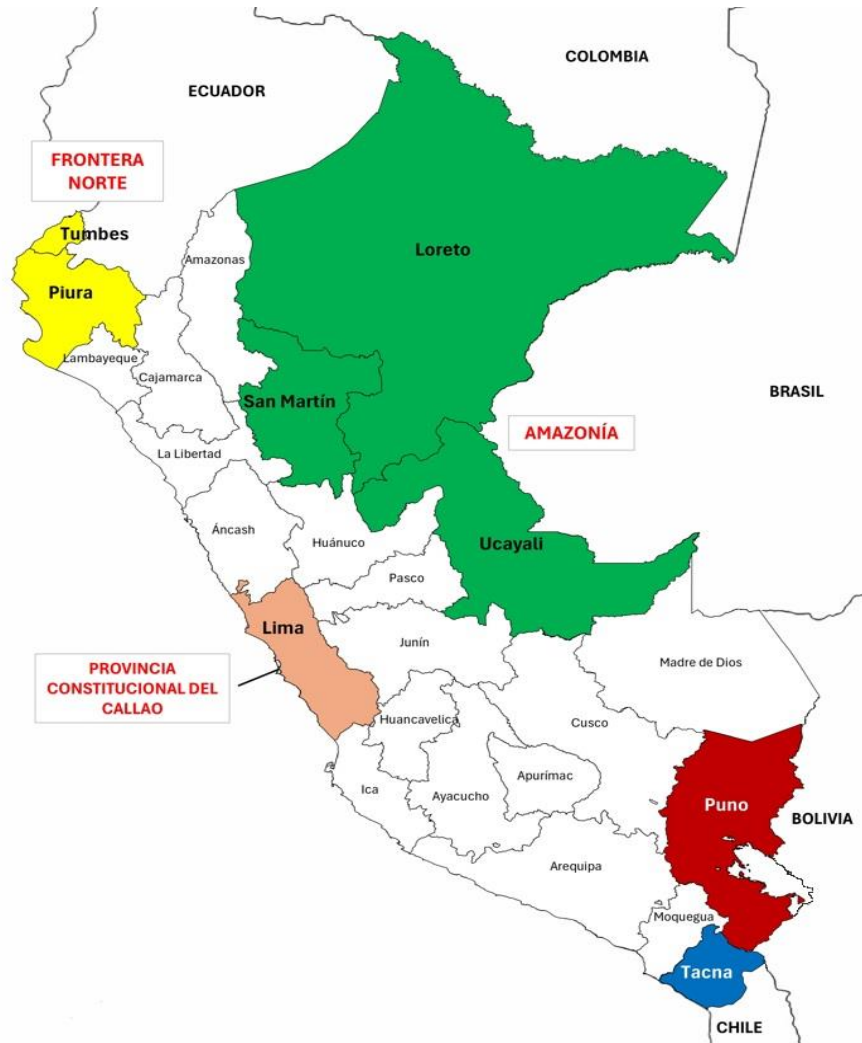 COLOMBIA
ECUADOR
FRONTERA
NORTE
Tumbes
Loreto
Amazonas
Piura
Lambayeque
Cajamarca
BRASIL
San Martín
AMAZONÍA
La Libertad
Áncash
Huánuco
Ucayali
Pasco
Lima
Junín
Madre de Dios
PROVINCIA
CONSTITUCIONAL DEL
CALLAO
Huancavelica
Cusco
Ica
Ayacucho
Apurímac
Puno
BOLIVIA
Arequipa
Moquegua
Tacna
CHILE